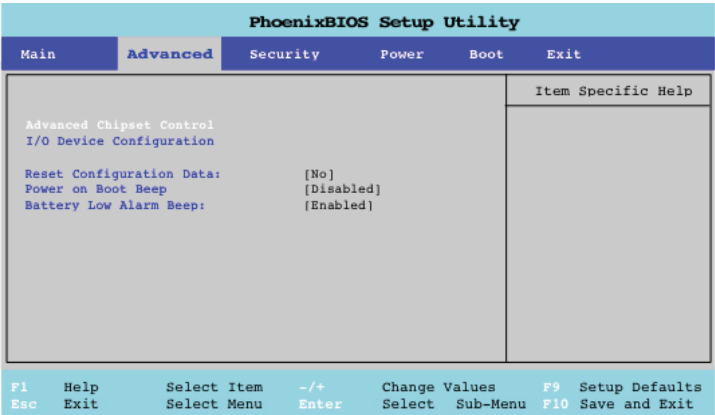 PhoenixBIOS Setup Utility
Main Advanced Security Power Boot Exit
Item Specific Help
Advanced Chipset Control
I/O Device Configuration
Reset Configuration Data: [No]
Power on Boot Beep [Disabled]
Battery Low Alarm Beep: [Enabled]
F1 Help Select Item -/+ Change Values F9 Setup Defaults
Esc Exit Select Menu Enter Select Sub-Menu F10 Save and Exit